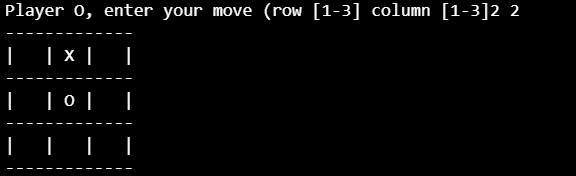 Player O, enter your move (row [1-3] column [1-3]2 2
-------------
|   | X |   |
-------------
|   | O |   |
-------------
|   |   |   |
-------------